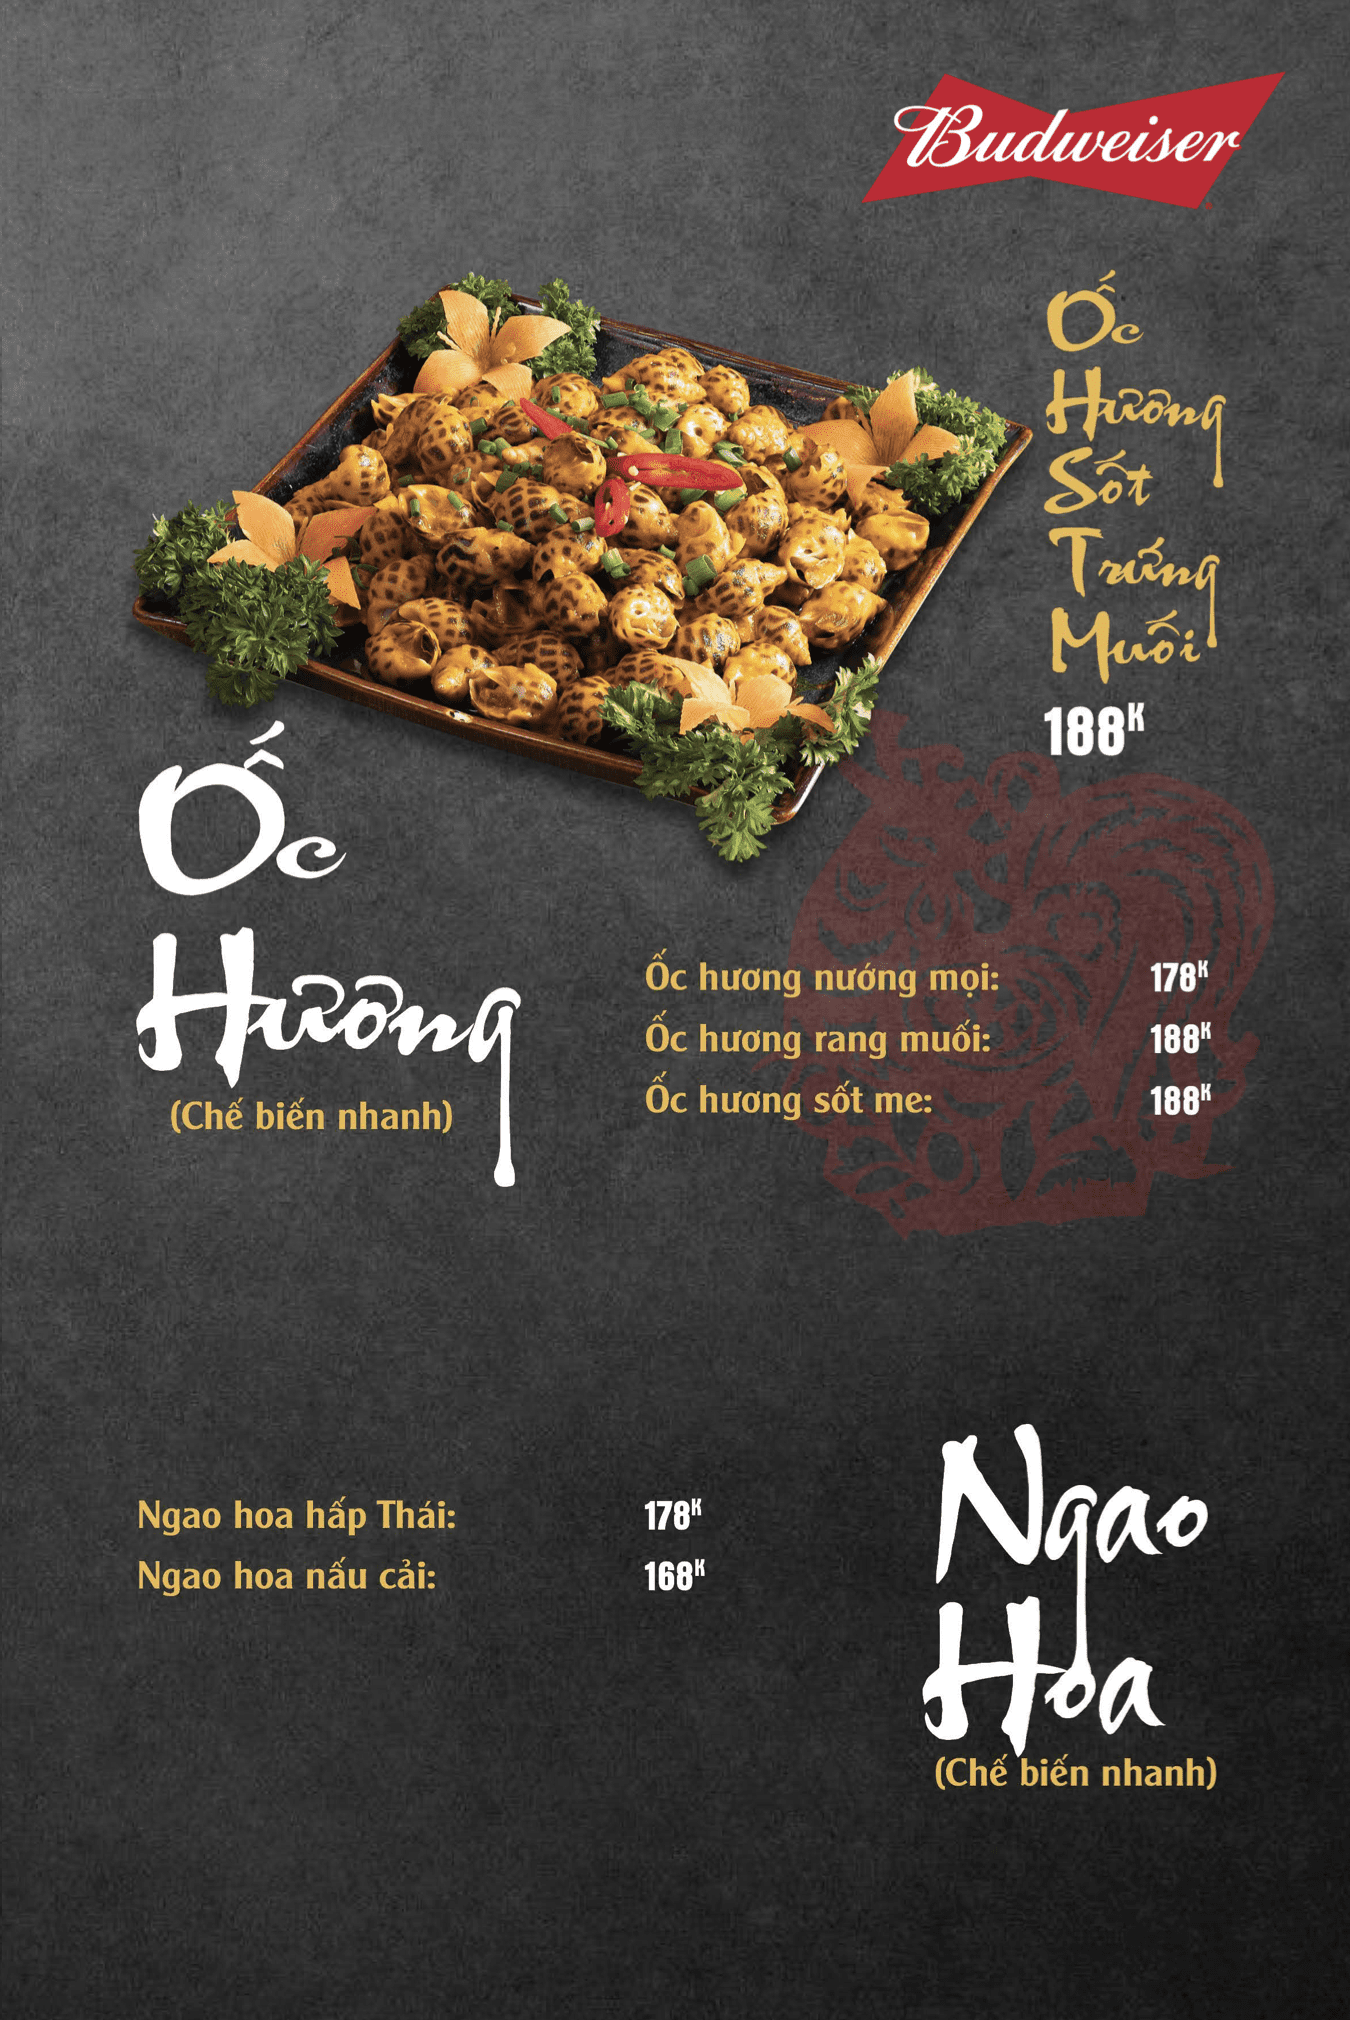 Budweiser
Ốc
Hương
Sốt
Trứng
Muối
188K
Ốc
Hương
(Chế biến nhanh)
Ốc hương nướng mọi: 178K
Ốc hương rang muối: 188K
Ốc hương sốt me: 188K
Ngao hoa hấp Thái: 178K
Ngao hoa nấu cải: 168K
Ngao
Hoa
(Chế biến nhanh)